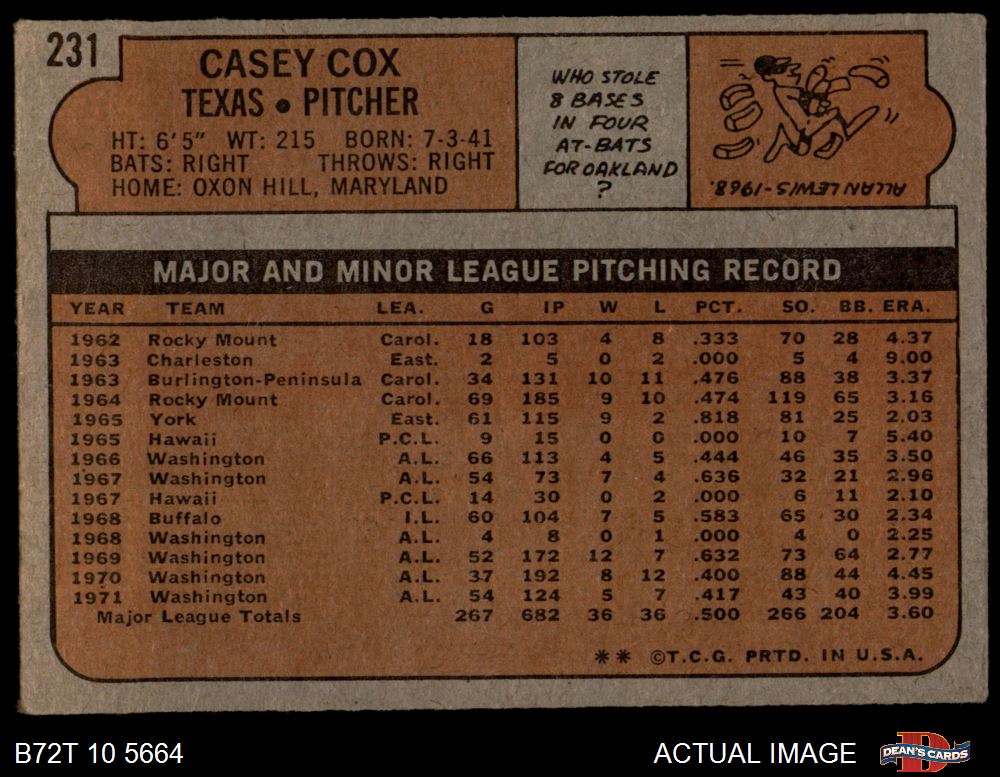 231
CASEY COX
TEXAS • PITCHER
HT: 6'5" WT: 215 BORN: 7-3-41
BATS: RIGHT THROWS: RIGHT
HOME: OXON HILL, MARYLAND
WHO STOLE
8 BASES
IN FOUR
AT-BATS
FOR OAKLAND
?
ALLAN LEWIS-1968.
MAJOR AND MINOR LEAGUE PITCHING RECORD
YEAR TEAM LEA. G IP W L PCT. SO. BB. ERA.
1962 Rocky Mount Carol. 18 103 4 8 .333 70 28 4.37
1963 Charleston East. 2 5 0 2 .000 5 4 9.00
1963 Burlington-Peninsula Carol. 34 131 10 11 .476 88 38 3.37
1964 Rocky Mount Carol. 69 185 9 10 .474 119 65 3.16
1965 York East. 61 115 9 2 .818 81 25 2.03
1965 Hawaii P.C.L. 9 15 0 0 .000 10 7 5.40
1966 Washington A.L. 66 113 4 5 .444 46 35 3.50
1967 Washington A.L. 54 73 7 4 .636 32 21 2.96
1967 Hawaii P.C.L. 14 30 0 2 .000 6 11 2.10
1968 Buffalo I.L. 60 104 7 5 .583 65 30 2.34
1968 Washington A.L. 4 8 0 1 .000 4 0 2.25
1969 Washington A.L. 52 172 12 7 .632 73 64 2.77
1970 Washington A.L. 37 192 8 12 .400 88 44 4.45
1971 Washington A.L. 54 124 5 7 .417 43 40 3.99
Major League Totals 267 682 36 36 .500 266 204 3.60
** ©T.C.G. PRTD. IN U.S.A.
B72T 10 5664
ACTUAL IMAGE
D
DEAN'S CARDS